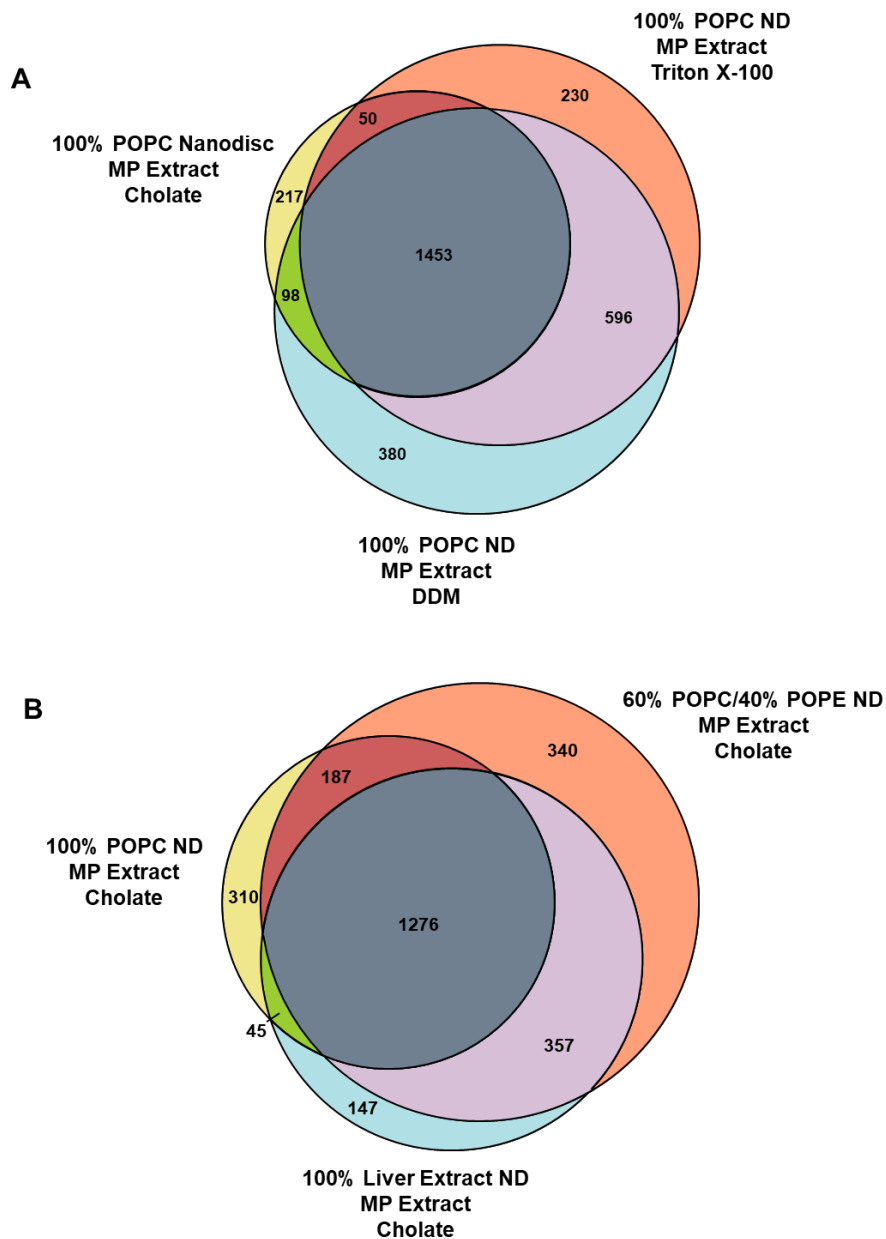 A
100% POPC ND
MP Extract
Triton X-100
230
50
100% POPC Nanodisc
MP Extract
Cholate
217
1453
98
596
380
100% POPC ND
MP Extract
DDM
B
60% POPC/40% POPE ND
MP Extract
Cholate
340
187
100% POPC ND
MP Extract
Cholate
310
1276
45
357
147
100% Liver Extract ND
MP Extract
Cholate